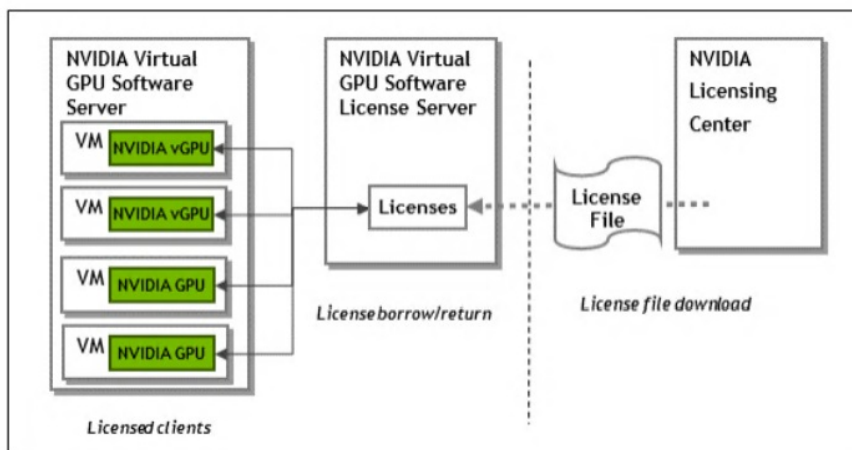 NVIDIA Virtual
GPU Software
Server
VM
NVIDIA vGPU
VM
NVIDIA vGPU
VM
NVIDIA GPU
VM
NVIDIA GPU
Licensed clients
NVIDIA Virtual
GPU Software
License Server
Licenses
License borrow/return
License
File
License file download
NVIDIA
Licensing
Center